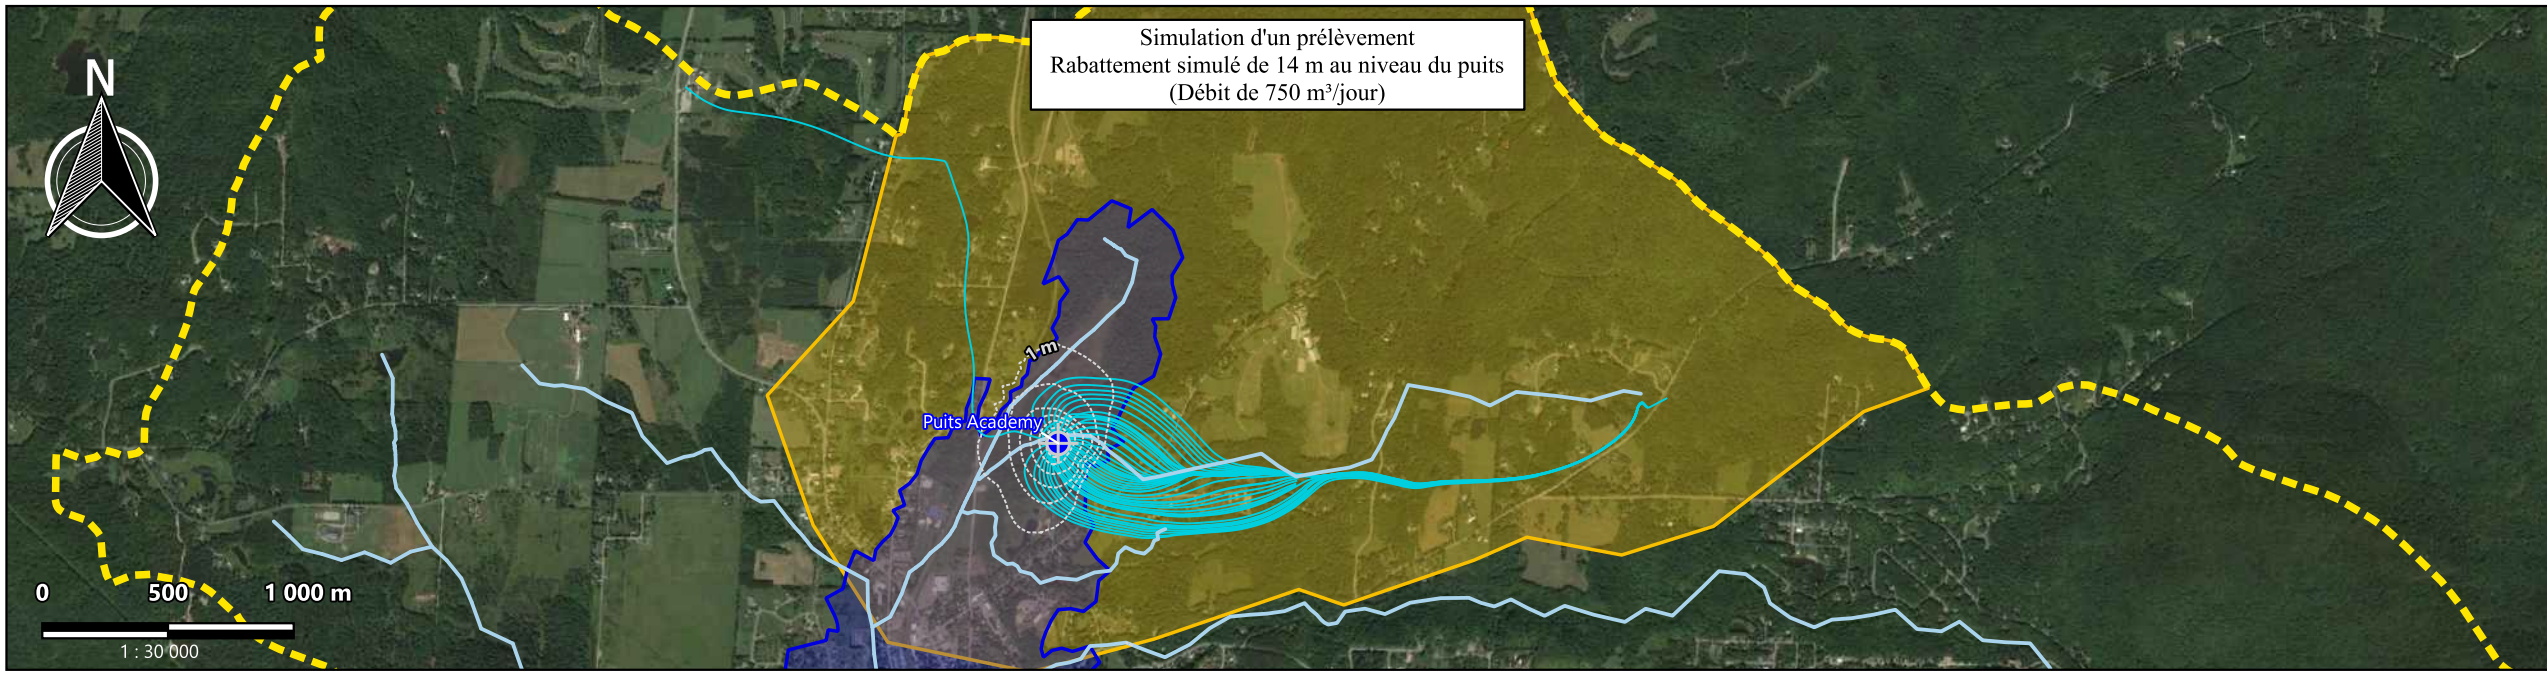 Simulation d'un prélèvement
Rabattement simulé de 14 m au niveau du puits
(Débit de 750 m³/jour)
N
1 m
Puits Academy
0 500 1 000 m
1 : 30 000